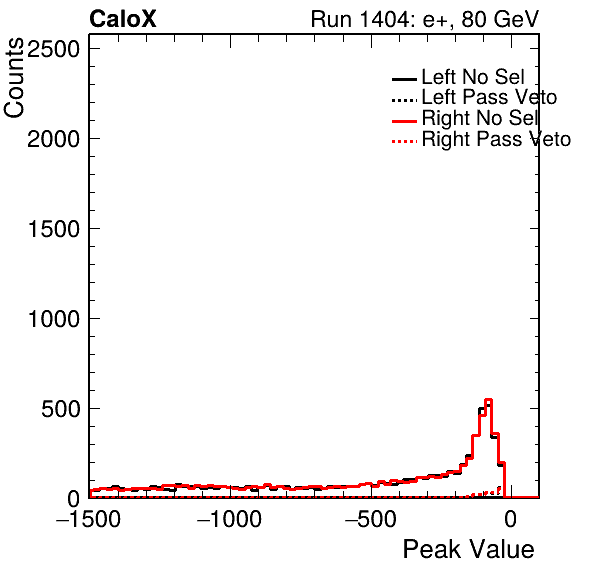 CaloX Run 1404: e+, 80 GeV
Counts
2500
2000
1500
1000
500
0
Left No Sel
Left Pass Veto
Right No Sel
Right Pass Veto
−1500 −1000 −500 0
Peak Value